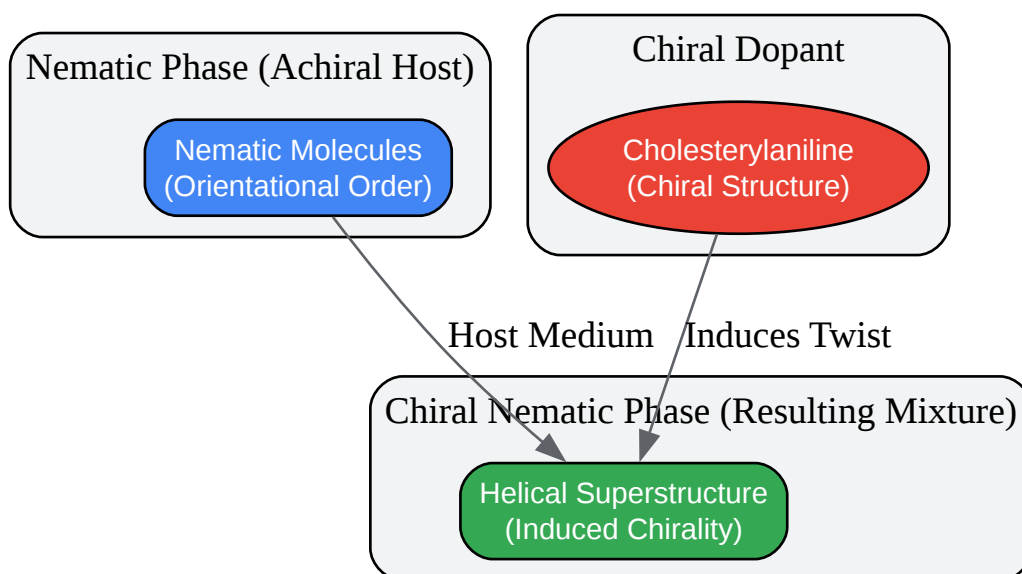 Nematic Phase (Achiral Host)
Nematic Molecules
(Orientational Order)
Chiral Dopant
Cholesterylaniline
(Chiral Structure)
Host Medium
Induces Twist
Chiral Nematic Phase (Resulting Mixture)
Helical Superstructure
(Induced Chirality)